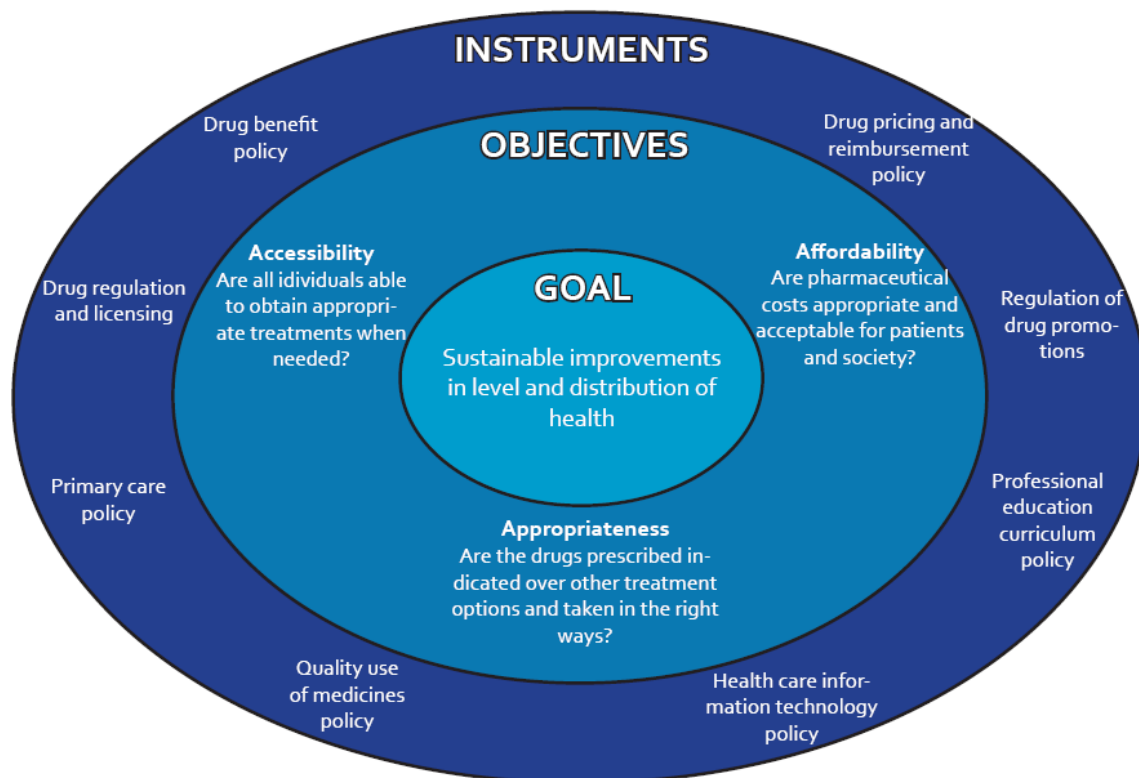 INSTRUMENTS
Drug benefit
policy
Drug pricing and
reimbursement
policy
OBJECTIVES
Accessibility
Are all idividuals able
to obtain appropri-
ate treatments when
needed?
Affordability
Are pharmaceutical
costs appropriate and
acceptable for patients
and society?
GOAL
Sustainable improvements
in level and distribution of
health
Drug regulation
and licensing
Regulation of
drug promo-
tions
Primary care
policy
Professional
education
curriculum
policy
Appropriateness
Are the drugs prescribed in-
dicated over other treatment
options and taken in the right
ways?
Quality use
of medicines
policy
Health care infor-
mation technology
policy